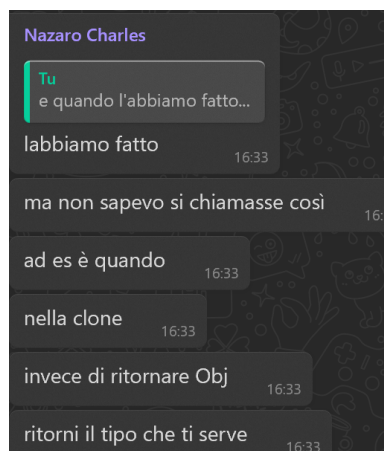 Nazaro Charles
Tu
e quando l'abbiamo fatto...
labbiamo fatto
16:33
ma non sapevo si chiamasse così
16:
ad es è quando
16:33
nella clone
16:33
invece di ritornare Obj
16:33
ritorni il tipo che ti serve
16:33